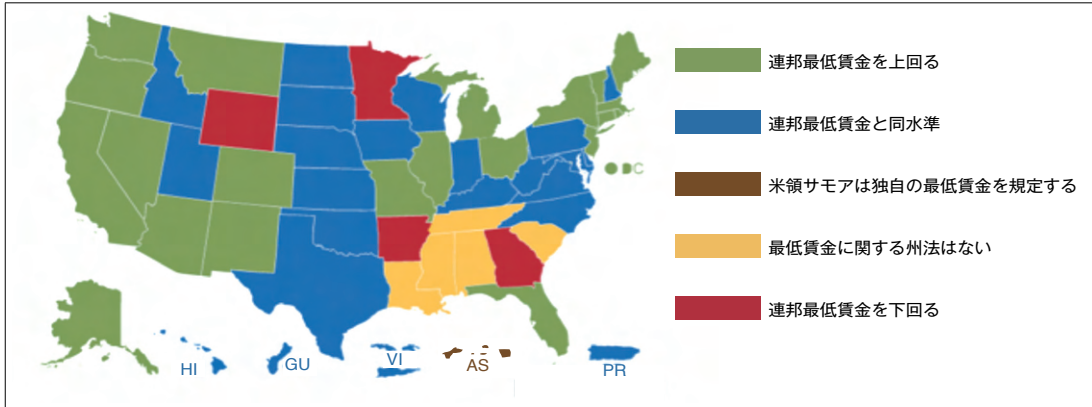 連邦最低賃金を上回る
連邦最低賃金と同水準
DC
米領サモアは独自の最低賃金を規定する
最低賃金に関する州法はない
連邦最低賃金を下回る
HI
GU
VI
AS
PR